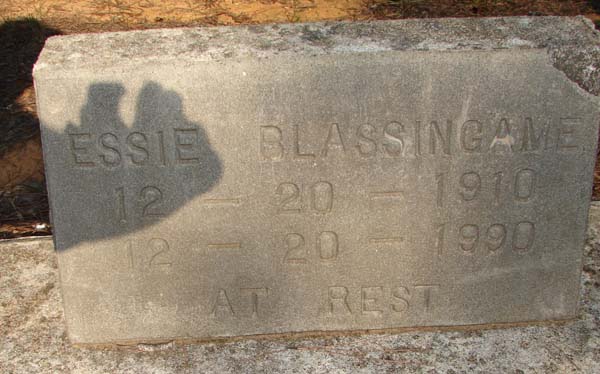 ESSIE BLASSINGAME
12 – 20 – 1910
12 – 20 – 1990
AT REST